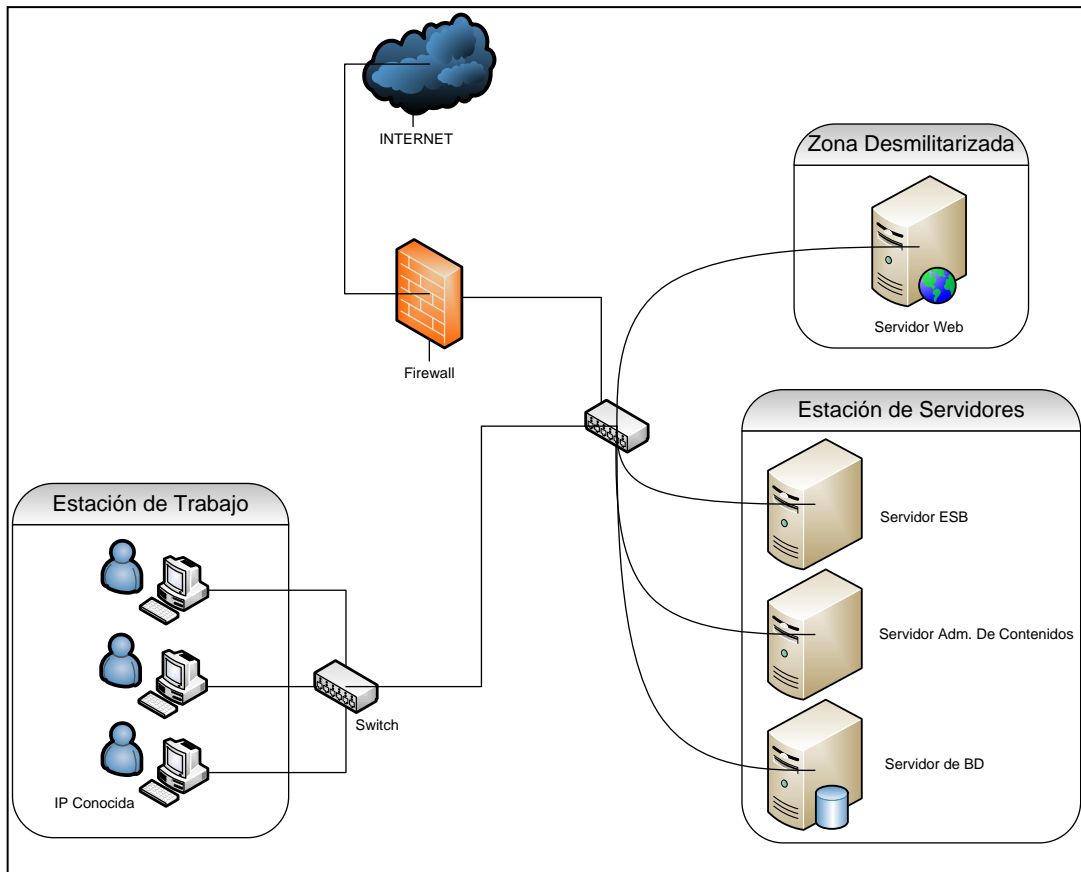 INTERNET
Zona Desmilitarizada
Servidor Web
Firewall
Estación de Servidores
Servidor ESB
Servidor Adm. De Contenidos
Servidor de BD
Estación de Trabajo
Switch
IP Conocida